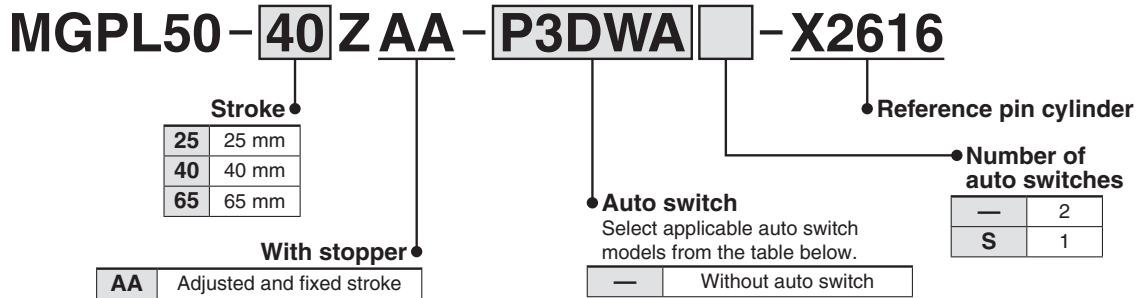 MGPL50-40ZAA-P3DWA -X2616
Stroke
25 25 mm
40 40 mm
65 65 mm
With stopper
AA Adjusted and fixed stroke
Auto switch
Select applicable auto switch
models from the table below.
— Without auto switch
Reference pin cylinder
Number of
auto switches
— 2
S 1